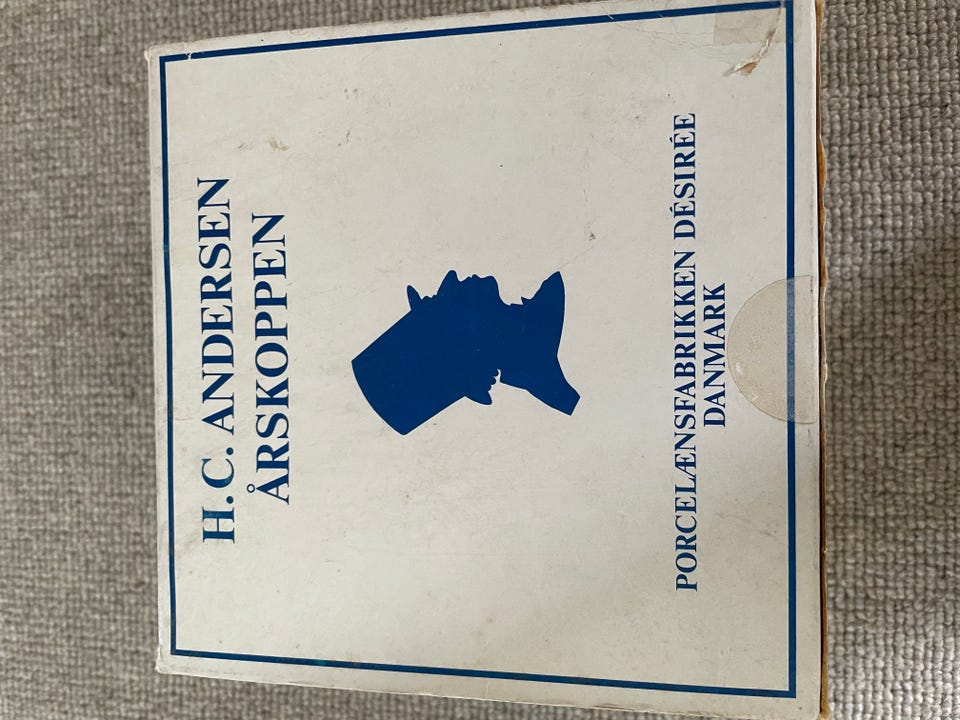 H.C. ANDERSEN
ÅRSKOPPEN
PORCELÆNSFABRIKKEN DÉSIRÉE
DANMARK